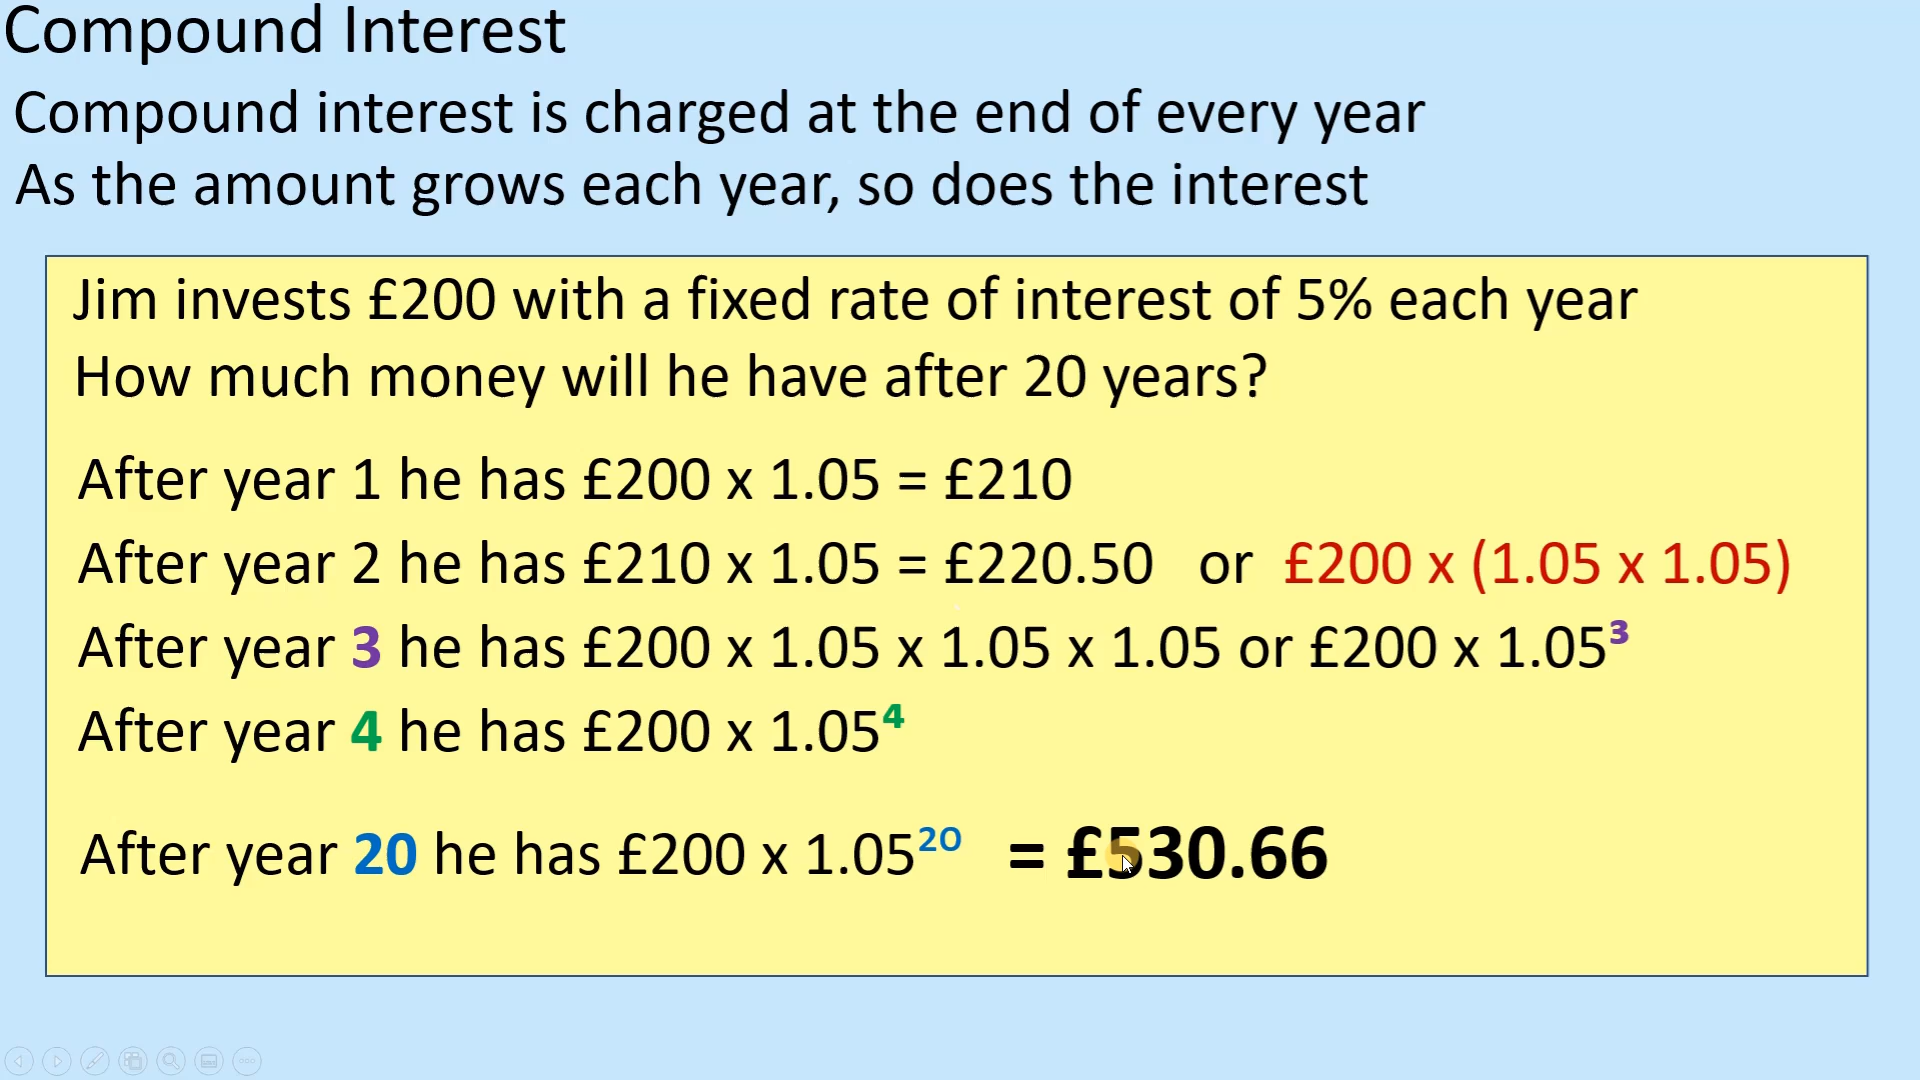 Compound Interest
Compound interest is charged at the end of every year
As the amount grows each year, so does the interest
Jim invests £200 with a fixed rate of interest of 5% each year
How much money will he have after 20 years?
After year 1 he has £200 x 1.05 = £210
After year 2 he has £210 x 1.05 = £220.50 or £200 x (1.05 x 1.05)
After year 3 he has £200 x 1.05 x 1.05 x 1.05 or £200 x 1.05³
After year 4 he has £200 x 1.05⁴
After year 20 he has £200 x 1.05²⁰ = £530.66